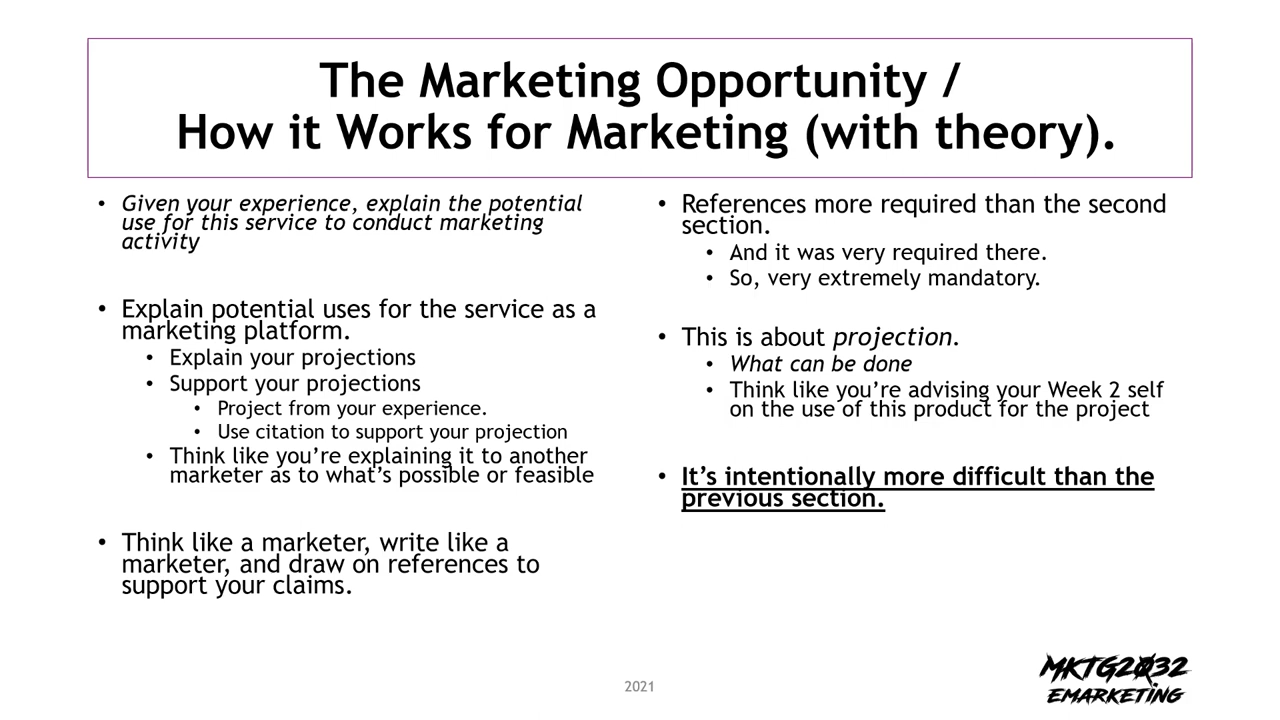 The Marketing Opportunity /
How it Works for Marketing (with theory).
• Given your experience, explain the potential
use for this service to conduct marketing
activity
• Explain potential uses for the service as a
marketing platform.
• Explain your projections
• Support your projections
• Project from your experience.
• Use citation to support your projection
• Think like you’re explaining it to another
marketer as to what’s possible or feasible
• Think like a marketer, write like a
marketer, and draw on references to
support your claims.
• References more required than the second
section.
• And it was very required there.
• So, very extremely mandatory.
• This is about projection.
• What can be done
• Think like you’re advising your Week 2 self
on the use of this product for the project
• It’s intentionally more difficult than the
previous section.
2021
MKTG2032
EMARKETING